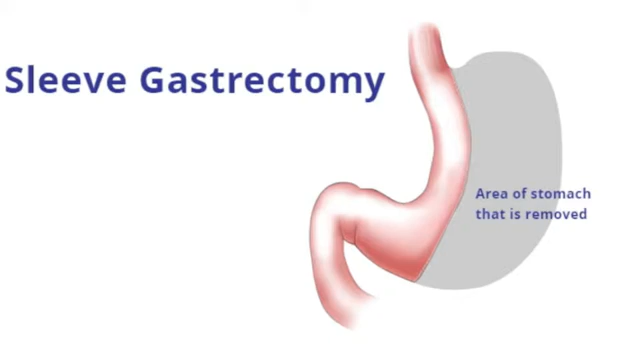 Sleeve Gastrectomy
Area of stomach
that is removed